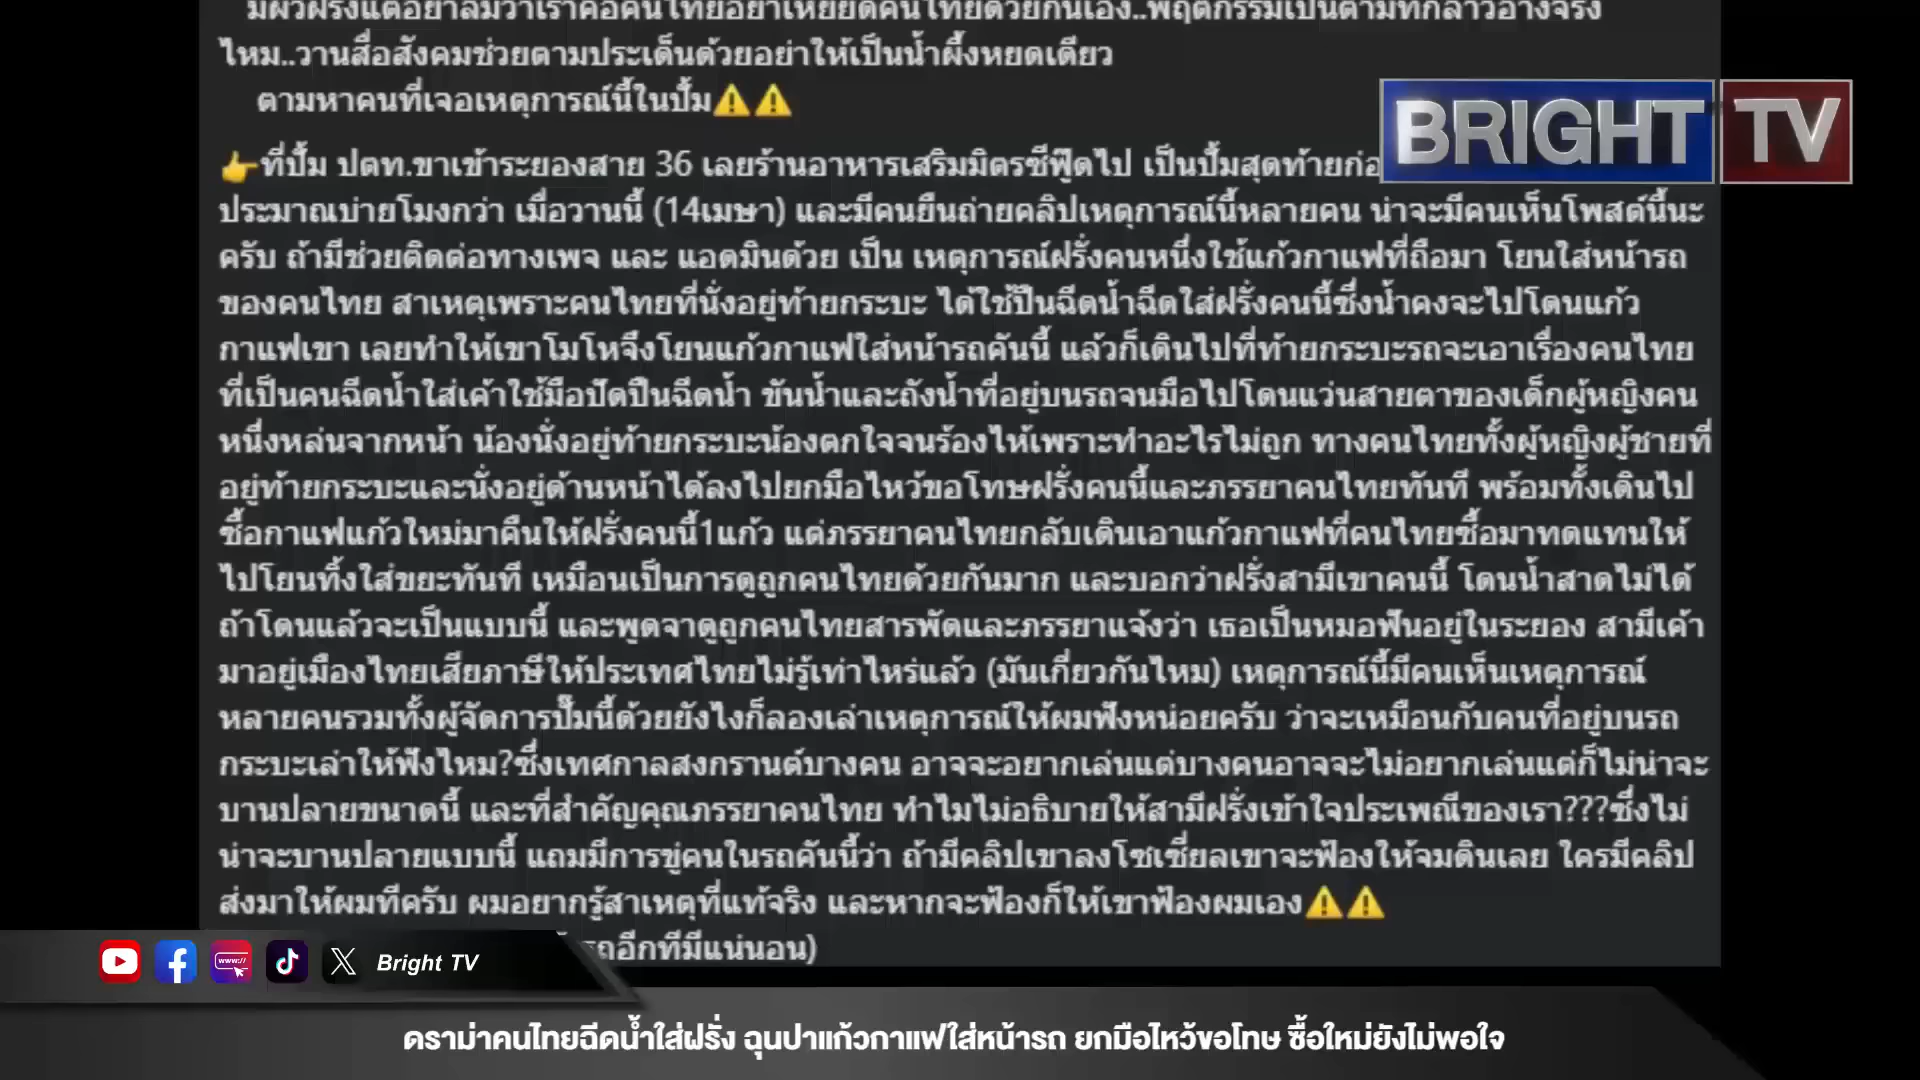 มีผัวฝรั่งแต่อย่าลืมว่าเราคือคนไทยอย่าเหยียดคนไทยด้วยกันเอง..พฤติกรรมเป็นตามที่กล่าวอ้างจริง
ไหม..วานสื่อสังคมช่วยตามประเด็นด้วยอย่าให้เป็นน้ำผึ้งหยดเดียว
ตามหาคนที่เจอเหตุการณ์นี้ในปั้ม⚠️⚠️
BRIGHT TV
👉ที่ปั้ม ปตท.ขาเข้าระยองสาย 36 เลยร้านอาหารเสริมมิตรซีฟู๊ดไป เป็นปั้มสุดท้ายก่อ
ประมาณบ่ายโมงกว่า เมื่อวานนี้ (14เมษา) และมีคนยืนถ่ายคลิปเหตุการณ์นี้หลายคน น่าจะมีคนเห็นโพสต์นี้นะ
ครับ ถ้ามีช่วยติดต่อทางเพจ และ แอดมินด้วย เป็น เหตุการณ์ฝรั่งคนหนึ่งใช้แก้วกาแฟที่ถือมา โยนใส่หน้ารถ
ของคนไทย สาเหตุเพราะคนไทยที่นั่งอยู่ท้ายกระบะ ได้ใช้ปืนฉีดน้ำฉีดใส่ฝรั่งคนนี้ซึ่งน้ำคงจะไปโดนแก้ว
กาแฟเขา เลยทำให้เขาโมโหจึงโยนแก้วกาแฟใส่หน้ารถคันนี้ แล้วก็เดินไปที่ท้ายกระบะรถจะเอาเรื่องคนไทย
ที่เป็นคนฉีดน้ำใส่เค้าใช้มือปัดปืนฉีดน้ำ ขันน้ำและถังน้ำที่อยู่บนรถจนมือไปโดนแว่นสายตาของเด็กผู้หญิงคน
หนึ่งหล่นจากหน้า น้องนั่งอยู่ท้ายกระบะน้องตกใจจนร้องไห้เพราะทำอะไรไม่ถูก ทางคนไทยทั้งผู้หญิงผู้ชายที่
อยู่ท้ายกระบะและนั่งอยู่ด้านหน้าได้ลงไปยกมือไหว้ขอโทษฝรั่งคนนี้และภรรยาคนไทยทันที พร้อมทั้งเดินไป
ซื้อกาแฟแก้วใหม่มาคืนให้ฝรั่งคนนี้1แก้ว แต่ภรรยาคนไทยกลับเดินเอาแก้วกาแฟที่คนไทยซื้อมาทดแทนให้
ไปโยนทิ้งใส่ขยะทันที เหมือนเป็นการดูถูกคนไทยด้วยกันมาก และบอกว่าฝรั่งสามีเขาคนนี้ โดนน้ำสาดไม่ได้
ถ้าโดนแล้วจะเป็นแบบนี้ และพูดจาดูถูกคนไทยสารพัดและภรรยาแจ้งว่า เธอเป็นหมอฟันอยู่ในระยอง สามีเค้า
มาอยู่เมืองไทยเสียภาษีให้ประเทศไทยไม่รู้เท่าไหร่แล้ว (มันเกี่ยวกันไหม) เหตุการณ์นี้มีคนเห็นเหตุการณ์
หลายคนรวมทั้งผู้จัดการปั๊มนี้ด้วยยังไงก็ลองเล่าเหตุการณ์ให้ผมฟังหน่อยครับ ว่าจะเหมือนกับคนที่อยู่บนรถ
กระบะเล่าให้ฟังไหม?ซึ่งเทศกาลสงกรานต์บางคน อาจจะอยากเล่นแต่บางคนอาจจะไม่อยากเล่นแต่ก็ไม่น่าจะ
บานปลายขนาดนี้ และที่สำคัญคุณภรรยาคนไทย ทำไมไม่อธิบายให้สามีฝรั่งเข้าใจประเพณีของเรา???ซึ่งไม่
น่าจะบานปลายแบบนี้ แถมมีการขู่คนในรถคันนี้ว่า ถ้ามีคลิปเขาลงโซเชี่ยลเขาจะฟ้องให้จมดินเลย ใครมีคลิป
ส่งมาให้ผมทีครับ ผมอยากรู้สาเหตุที่แท้จริง และหากจะฟ้องก็ให้เขาฟ้องผมเอง⚠️⚠️
รถอีกทีมีแน่นอน)
Bright TV
ดราม่าคนไทยฉีดน้ำใส่ฝรั่ง ฉุนปาแก้วกาแฟใส่หน้ารถ ยกมือไหว้ขอโทษ ซื้อใหม่ยังไม่พอใจ